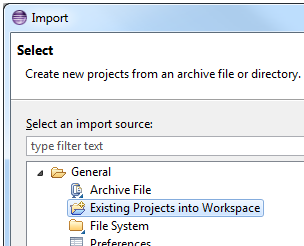 Import
Select
Create new projects from an archive file or directory.
Select an import source:
type filter text
General
Archive File
Existing Projects into Workspace
File System
Preferences